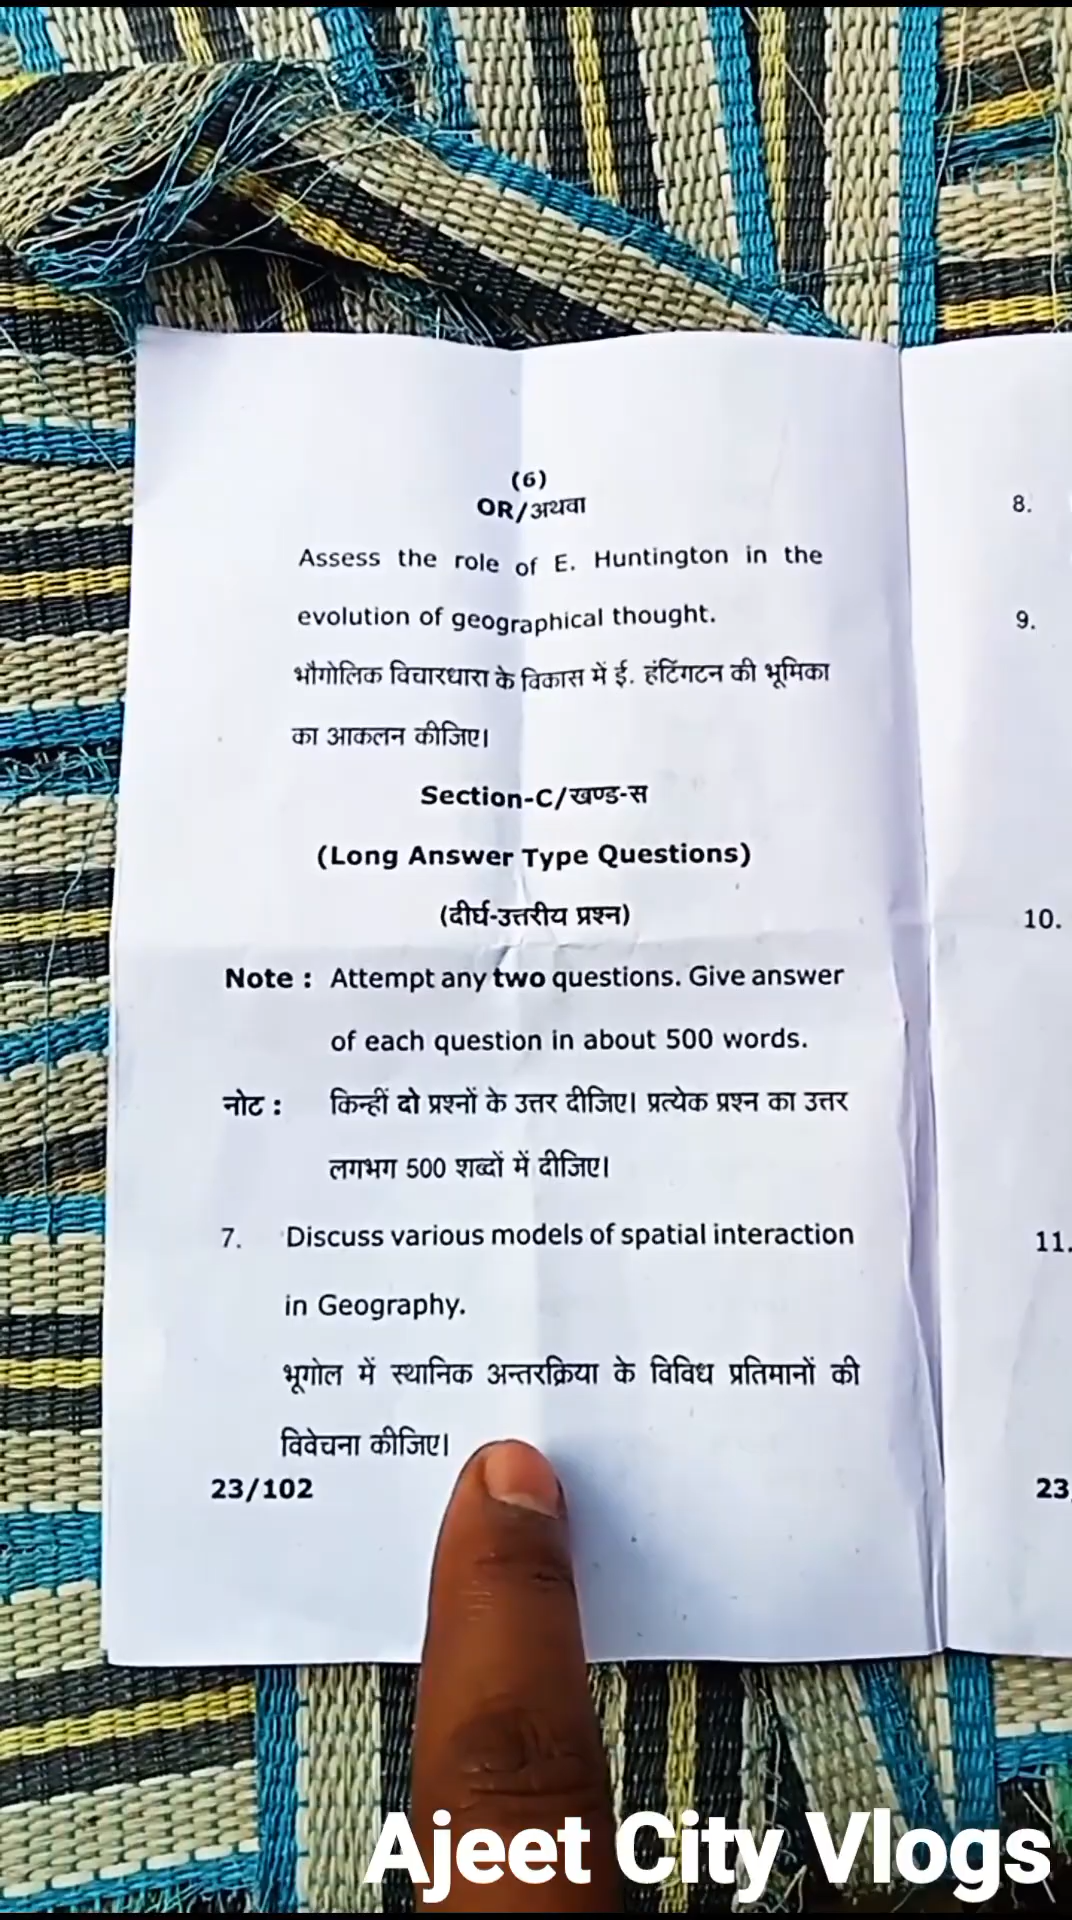 (6)
OR/अथवा
Assess the role of E. Huntington in the
evolution of geographical thought.
भौगोलिक विचारधारा के विकास में ई. हंटिंगटन की भूमिका
का आकलन कीजिए।
Section-C/खण्ड-स
(Long Answer Type Questions)
(दीर्घ-उत्तरीय प्रश्न)
Note : Attempt any two questions. Give answer
of each question in about 500 words.
नोट : किन्हीं दो प्रश्नों के उत्तर दीजिए। प्रत्येक प्रश्न का उत्तर
लगभग 500 शब्दों में दीजिए।
7. Discuss various models of spatial interaction
in Geography.
भूगोल में स्थानिक अन्तरक्रिया के विविध प्रतिमानों की
विवेचना कीजिए।
23/102
8.
9.
10.
11.
23
Ajeet City Vlogs